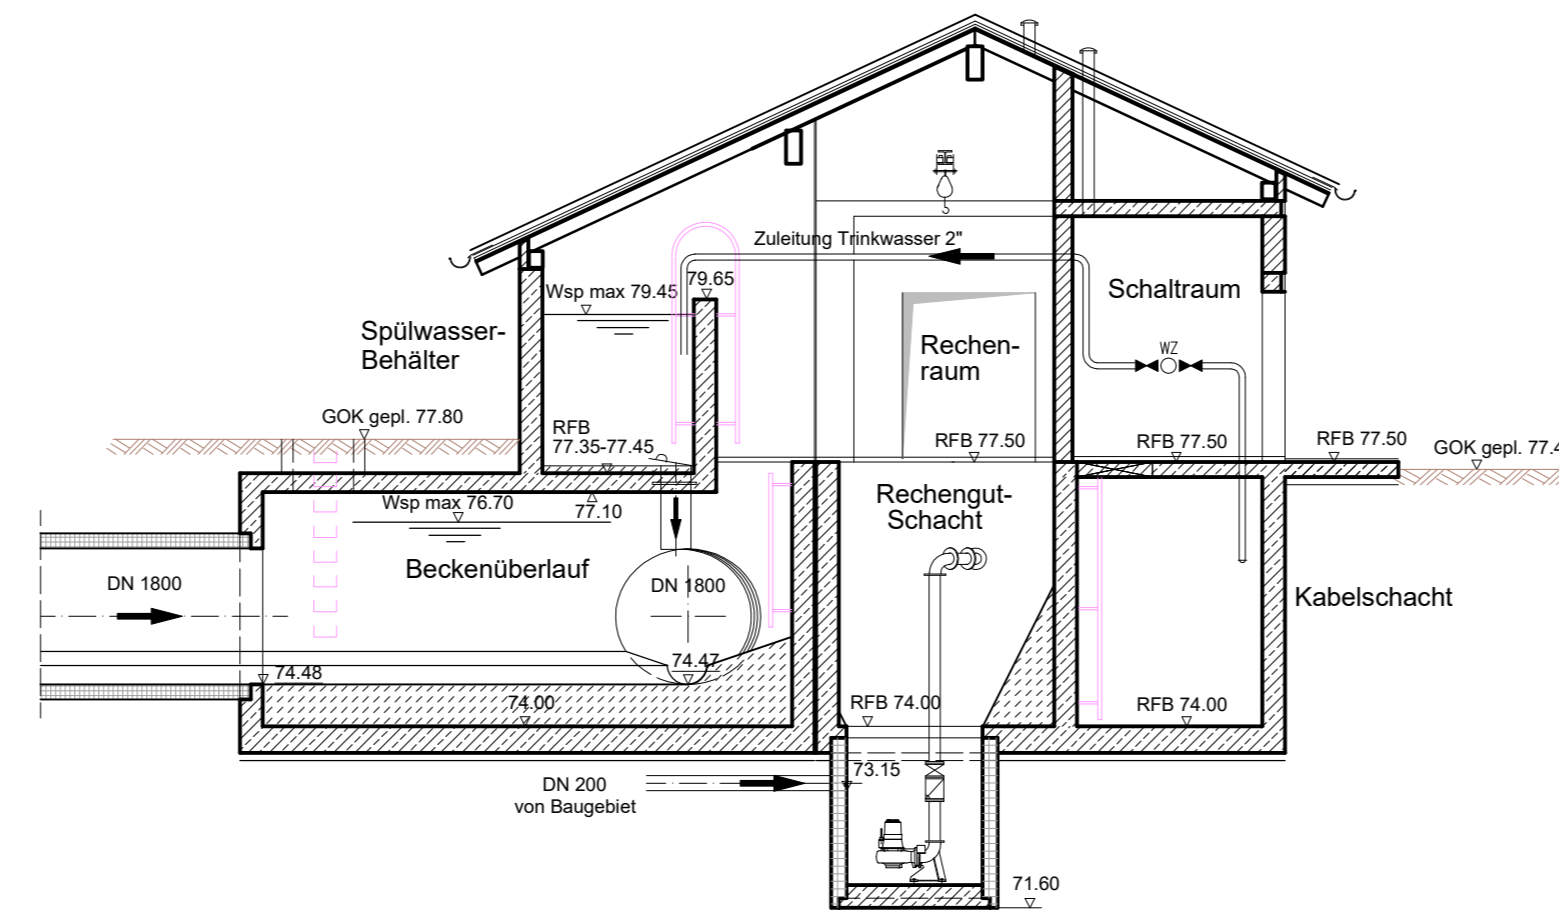 Zuleitung Trinkwasser 2"
Wsp max 79.45
79.65
Schaltraum
Spülwasser-
Behälter
Rechen-
raum
WZ
GOK gepl. 77.80
RFB
77.35-77.45
RFB 77.50
RFB 77.50
RFB 77.50
GOK gepl. 77.4
Wsp max 76.70
77.10
Rechengut-
Schacht
Beckenüberlauf
DN 1800
DN 1800
Kabelschacht
74.48
74.47
74.00
RFB 74.00
RFB 74.00
73.15
DN 200
von Baugebiet
71.60